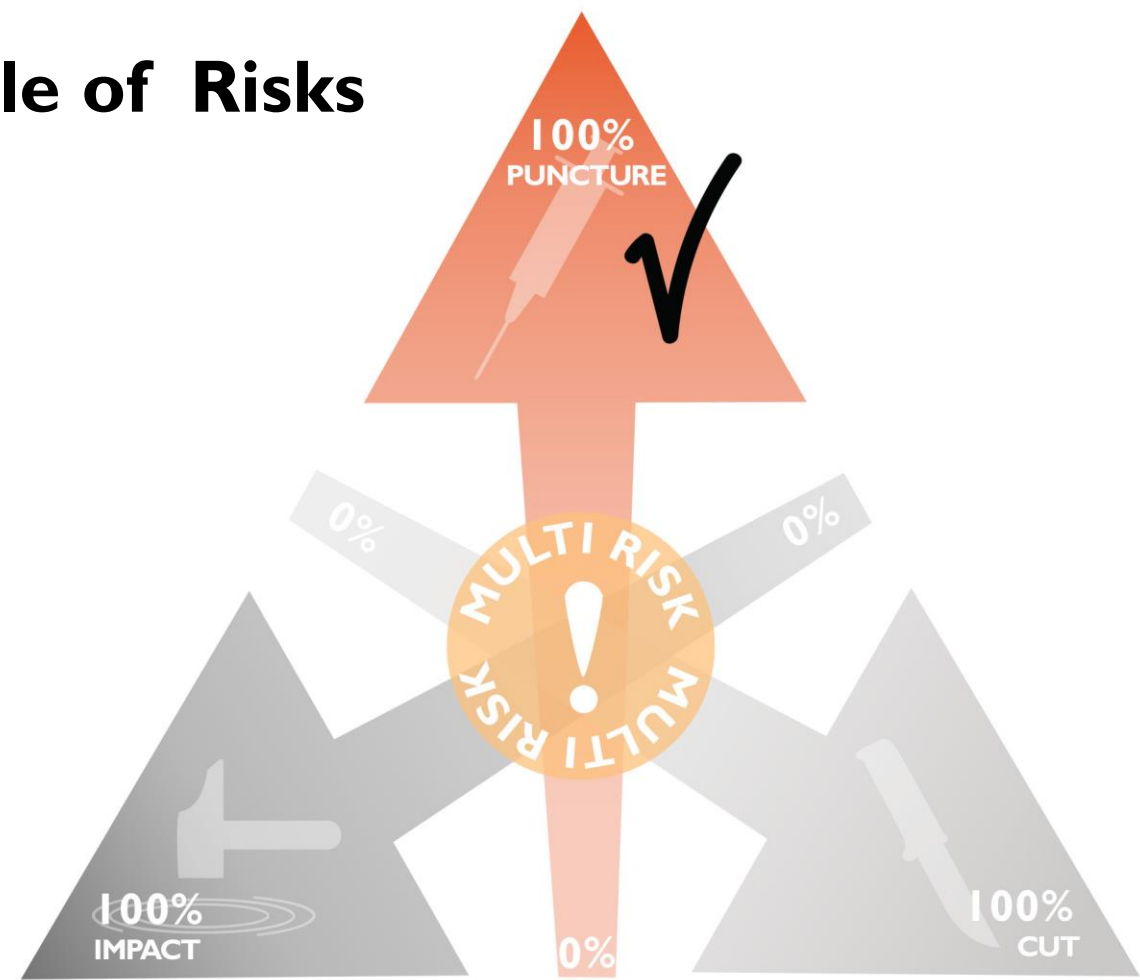 le of Risks
100%
PUNCTURE
0%
0%
MULTI RISK
MULTI RISK
100%
IMPACT
0%
100%
CUT